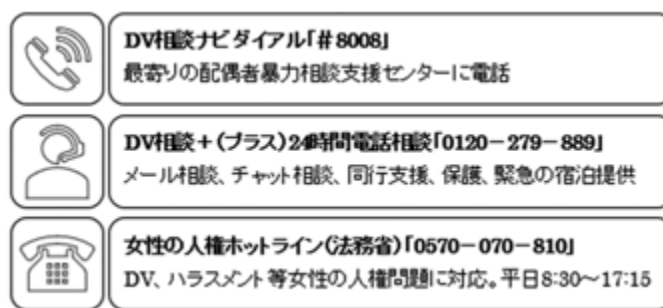 DV相談ナビダイアル「＃8008」
最寄りの配偶者暴力相談支援センターに電話
DV相談＋(プラス)24時間電話相談「0120－279－889」
メール相談、チャット相談、同行支援、保護、緊急の宿泊提供
女性の人権ホットライン(法務省)「0570－070－810」
DV、ハラスメント等女性の人権問題に対応。平日8:30～17:15